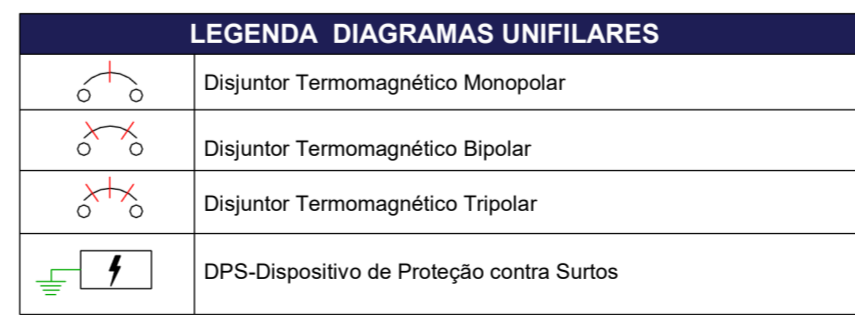 LEGENDA DIAGRAMAS UNIFILARES
Disjuntor Termomagnético Monopolar
Disjuntor Termomagnético Bipolar
Disjuntor Termomagnético Tripolar
DPS-Dispositivo de Proteção contra Surtos